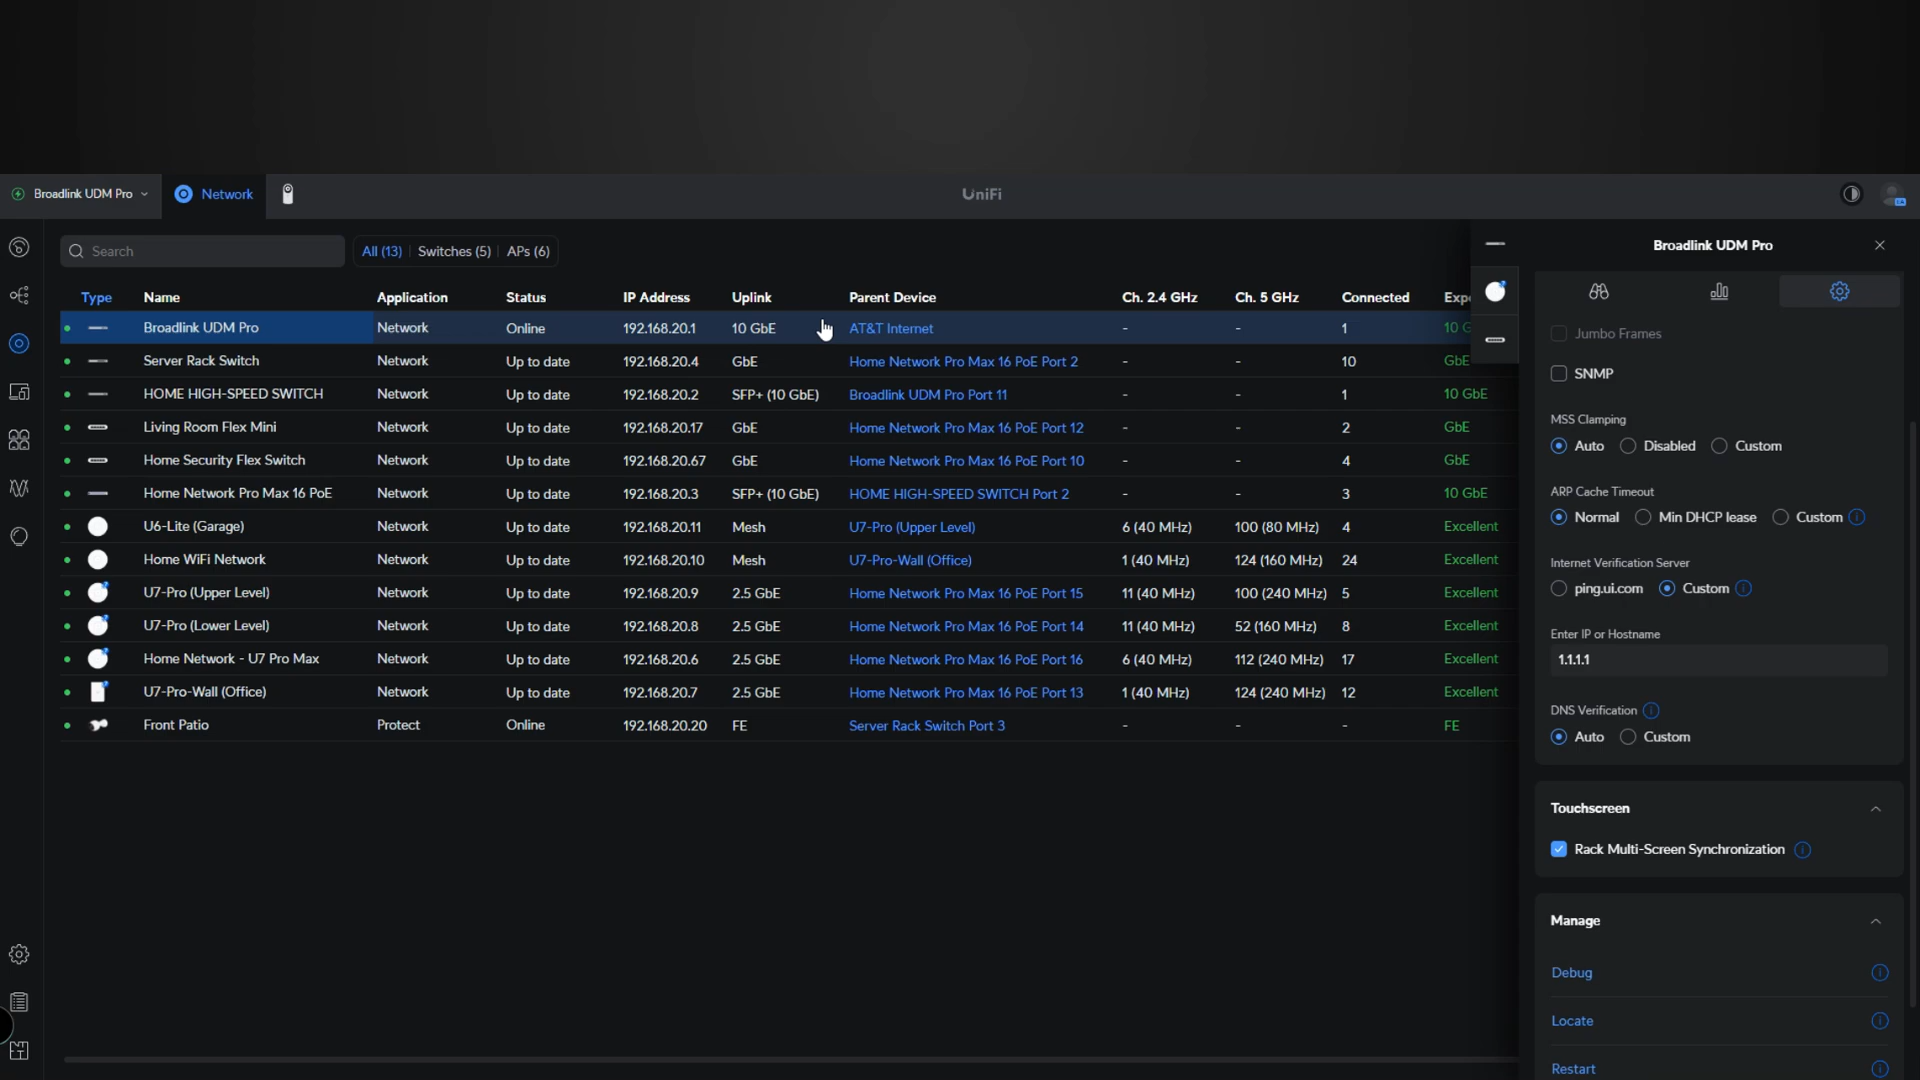 Broadlink UDM Pro Network UniFi
Search All (13) Switches (5) APs (6)
Type Name Application Status IP Address Uplink Parent Device Ch. 2.4 GHz Ch. 5 GHz Connected
Broadlink UDM Pro Network Online 192.168.20.1 10 GbE AT&T Internet - - 1
Server Rack Switch Network Up to date 192.168.20.4 GbE Home Network Pro Max 16 PoE Port 2 - - 10 GbE
HOME HIGH-SPEED SWITCH Network Up to date 192.168.20.2 SFP+ (10 GbE) Broadlink UDM Pro Port 11 - - 1 10 GbE
Living Room Flex Mini Network Up to date 192.168.20.17 GbE Home Network Pro Max 16 PoE Port 12 - - 2 GbE
Home Security Flex Switch Network Up to date 192.168.20.67 GbE Home Network Pro Max 16 PoE Port 10 - - 4 GbE
Home Network Pro Max 16 PoE Network Up to date 192.168.20.3 SFP+ (10 GbE) HOME HIGH-SPEED SWITCH Port 2 - - 3 10 GbE
U6-Lite (Garage) Network Up to date 192.168.20.11 Mesh U7-Pro (Upper Level) 6 (40 MHz) 100 (80 MHz) 4 Excellent
Home WiFi Network Network Up to date 192.168.20.10 Mesh U7-Pro-Wall (Office) 1 (40 MHz) 124 (160 MHz) 24 Excellent
U7-Pro (Upper Level) Network Up to date 192.168.20.9 2.5 GbE Home Network Pro Max 16 PoE Port 15 11 (40 MHz) 100 (240 MHz) 5 Excellent
U7-Pro (Lower Level) Network Up to date 192.168.20.8 2.5 GbE Home Network Pro Max 16 PoE Port 14 11 (40 MHz) 52 (160 MHz) 8 Excellent
Home Network - U7 Pro Max Network Up to date 192.168.20.6 2.5 GbE Home Network Pro Max 16 PoE Port 16 6 (40 MHz) 112 (240 MHz) 17 Excellent
U7-Pro-Wall (Office) Network Up to date 192.168.20.7 2.5 GbE Home Network Pro Max 16 PoE Port 13 1 (40 MHz) 124 (240 MHz) 12 Excellent
Front Patio Protect Online 192.168.20.20 FE Server Rack Switch Port 3 - - - FE
Broadlink UDM Pro
Jumbo Frames
SNMP
MSS Clamping
Auto Disabled Custom
ARP Cache Timeout
Normal Min DHCP lease Custom
Internet Verification Server
ping.ui.com Custom
Enter IP or Hostname
1.1.1.1
DNS Verification
Auto Custom
Touchscreen
Rack Multi-Screen Synchronization
Manage
Debug
Locate
Restart